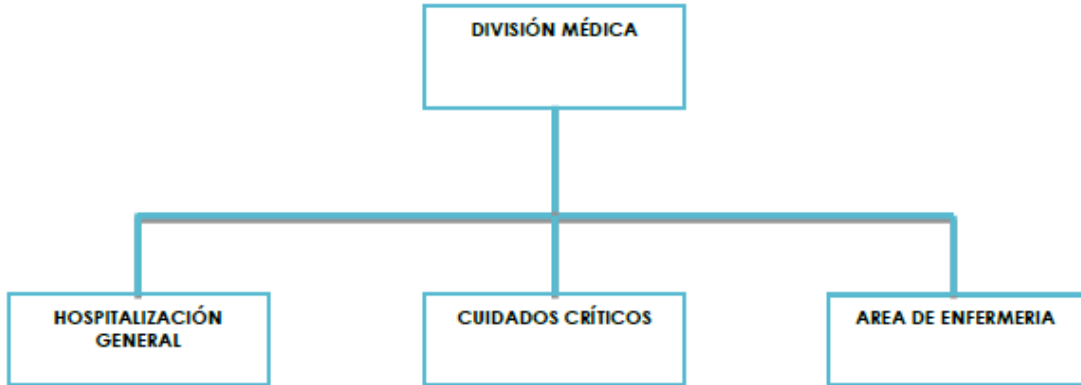 DIVISIÓN MÉDICA
HOSPITALIZACIÓN
GENERAL
CUIDADOS CRÍTICOS
AREA DE ENFERMERIA